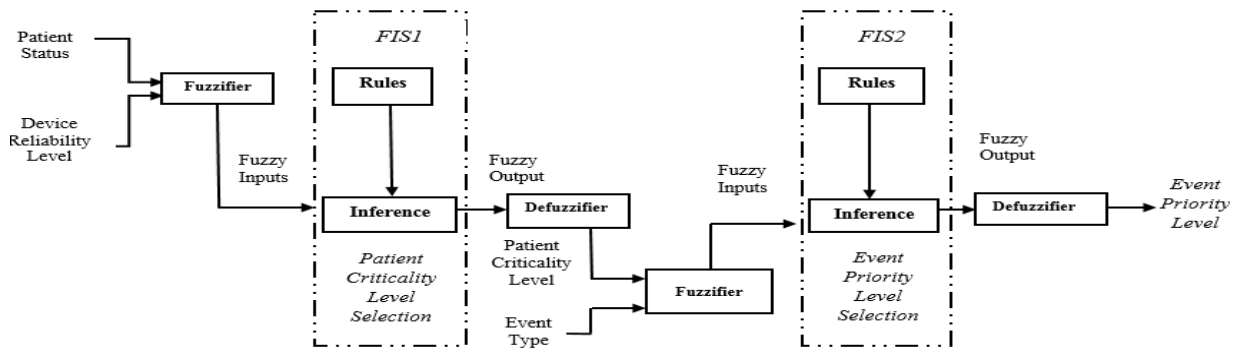 Patient
Status
Device
Reliability
Level
Fuzzifier
Fuzzy
Inputs
FIS1
Rules
Inference
Patient
Criticality
Level
Selection
Fuzzy
Output
Defuzzifier
Patient
Criticality
Level
Event
Type
Fuzzifier
Fuzzy
Inputs
FIS2
Rules
Inference
Event
Priority
Level
Selection
Fuzzy
Output
Defuzzifier
Event
Priority
Level